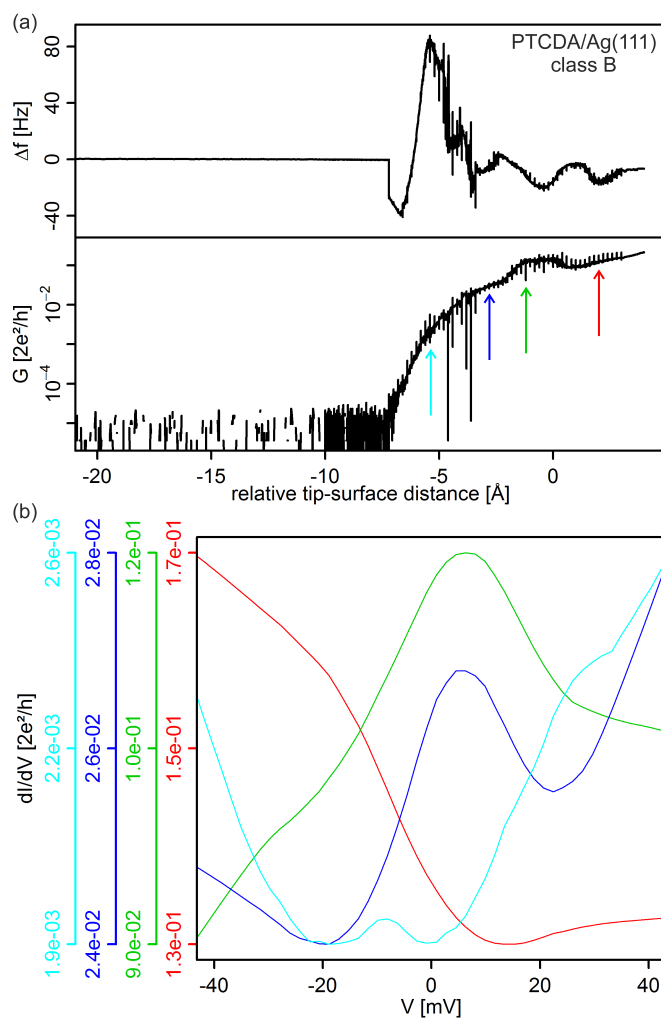 (a)
PTCDA/Ag(111)
class B
Δf [Hz]
80
40
0
-40
G [2e²/h]
10⁻²
10⁻⁴
-20 -15 -10 -5 0
relative tip-surface distance [Å]
(b)
dI/dV [2e²/h]
2.6e-03 2.8e-02 1.2e-01 1.7e-01
2.2e-03 2.6e-02 1.0e-01 1.5e-01
1.9e-03 2.4e-02 9.0e-02 1.3e-01
-40 -20 0 20 40
V [mV]